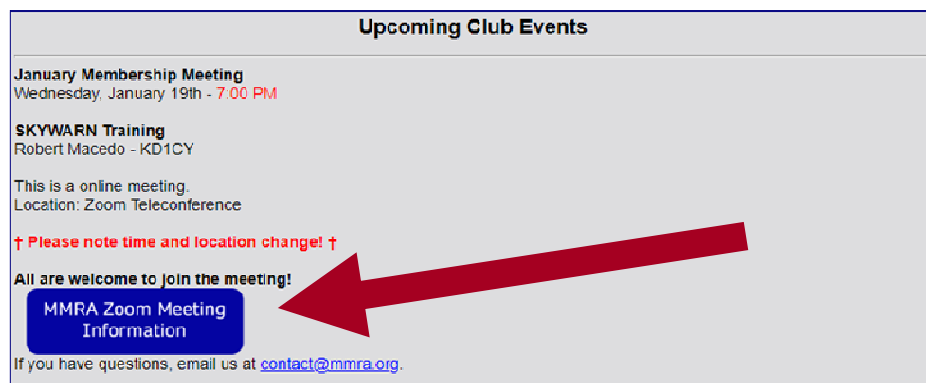 Upcoming Club Events
January Membership Meeting
Wednesday, January 19th - 7:00 PM
SKYWARN Training
Robert Macedo - KD1CY
This is a online meeting.
Location: Zoom Teleconference
† Please note time and location change! †
All are welcome to join the meeting!
MMRA Zoom Meeting
Information
If you have questions, email us at contact@mmra.org.